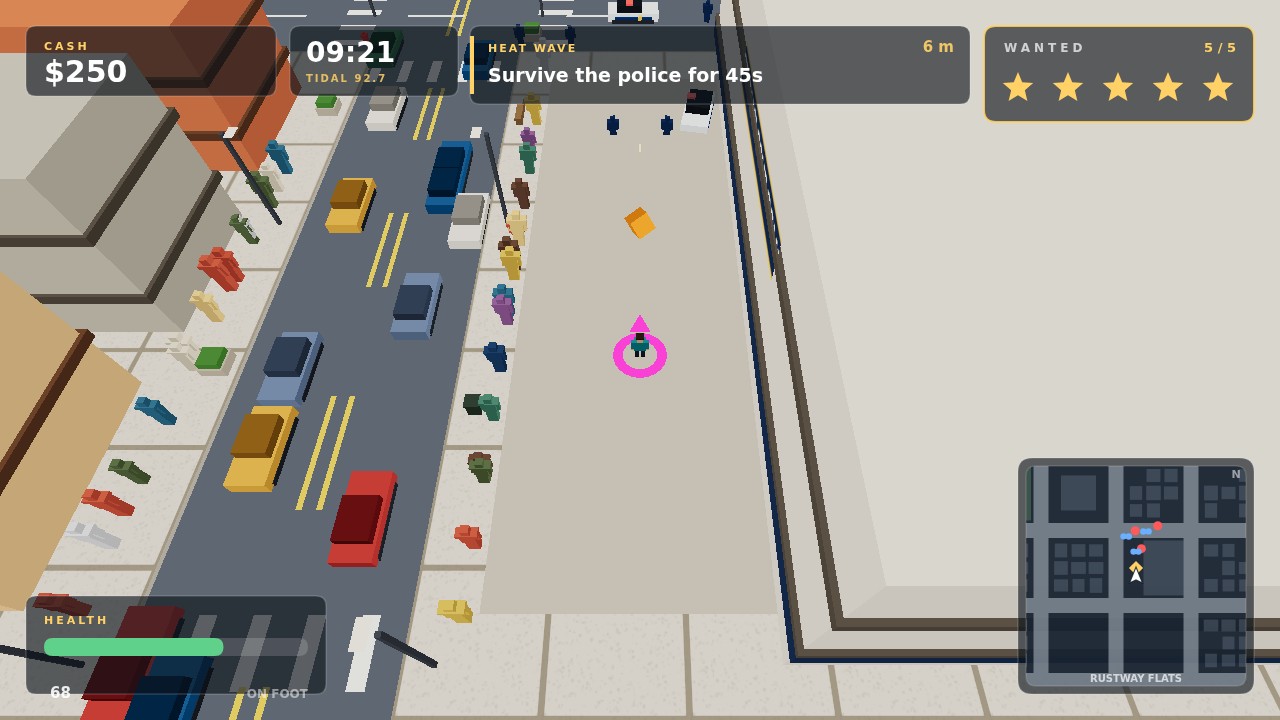 CASH
$250
09:21
TIDAL 92.7
HEAT WAVE
6 m
Survive the police for 45s
WANTED
5 / 5
N
RUSTWAY FLATS
HEALTH
68
ON FOOT